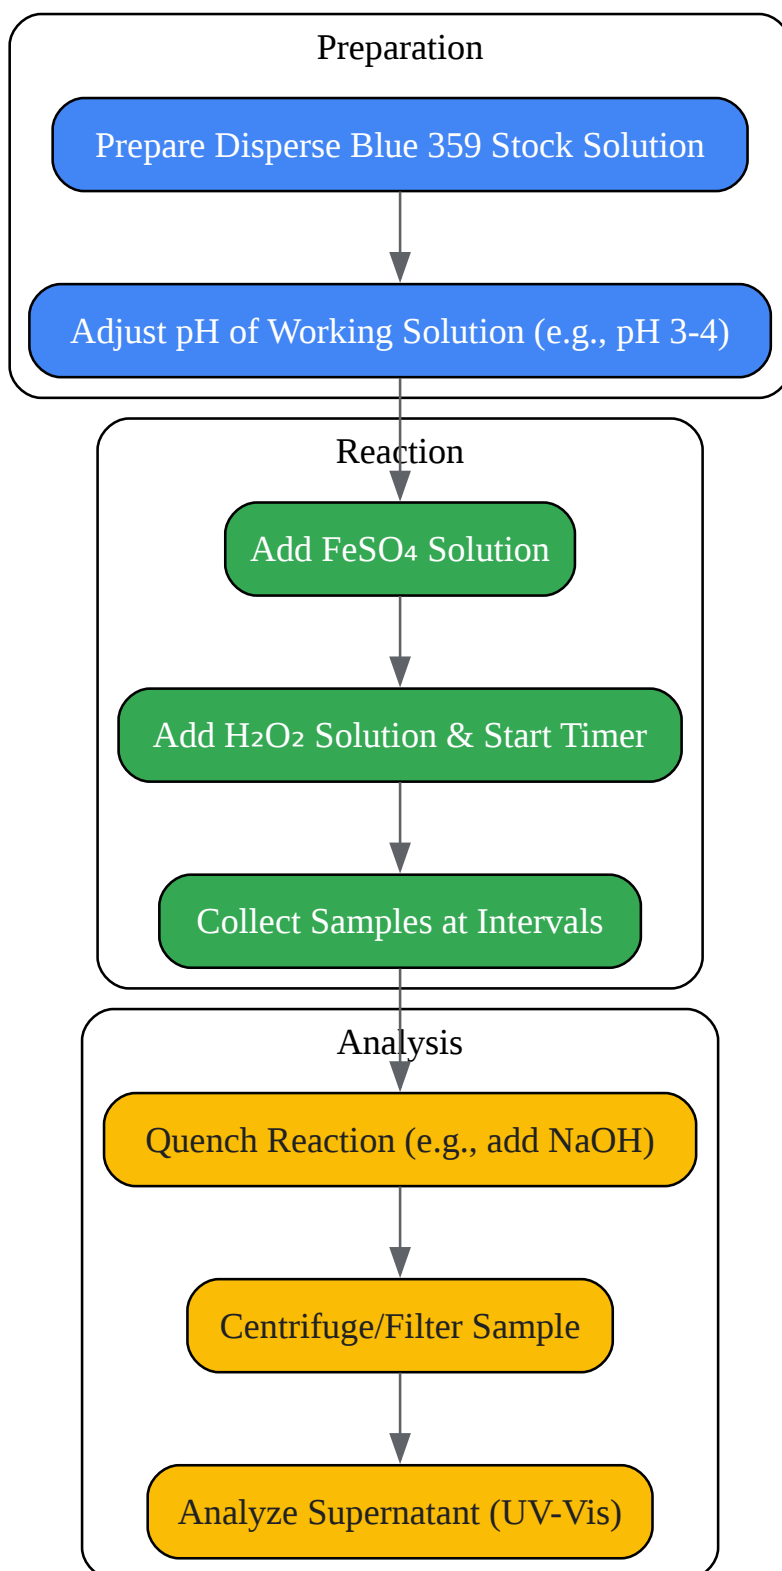 Preparation
Prepare Disperse Blue 359 Stock Solution
Adjust pH of Working Solution (e.g., pH 3-4)
Reaction
Add FeSO₄ Solution
Add H₂O₂ Solution & Start Timer
Collect Samples at Intervals
Analysis
Quench Reaction (e.g., add NaOH)
Centrifuge/Filter Sample
Analyze Supernatant (UV-Vis)